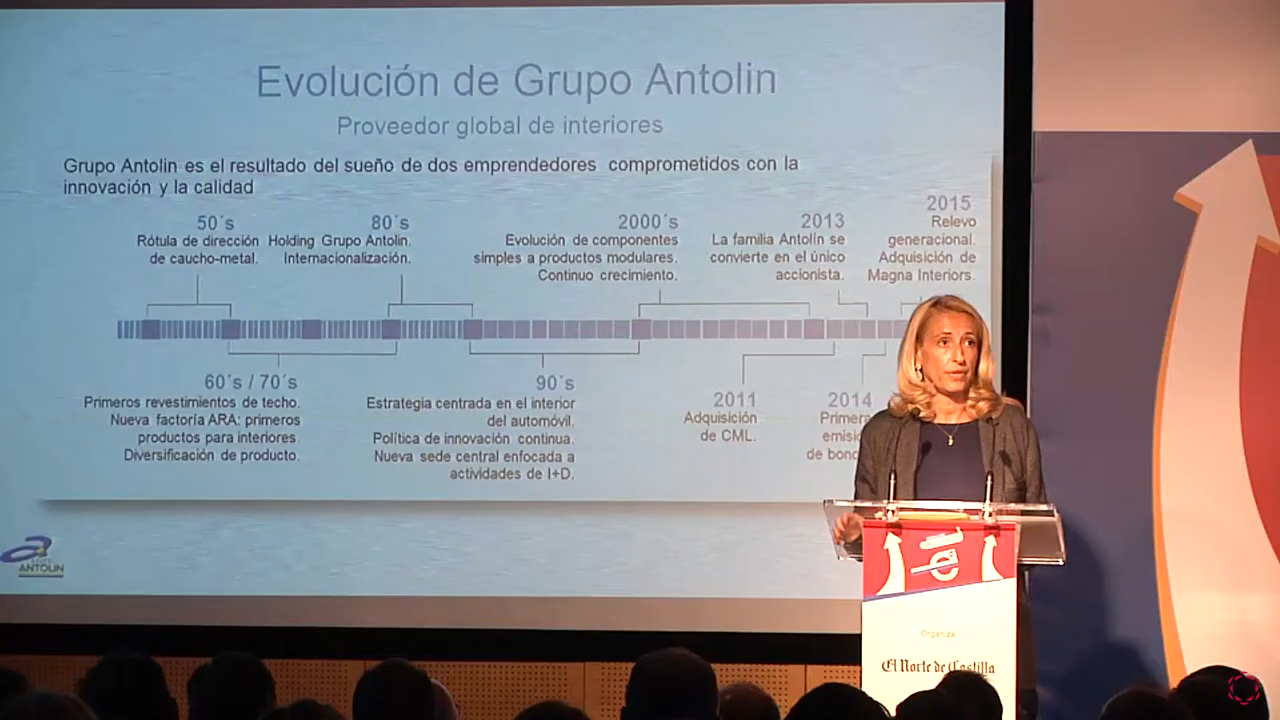 Evolución de Grupo Antolin
Proveedor global de interiores
Grupo Antolin es el resultado del sueño de dos emprendedores comprometidos con la
innovación y la calidad
50´s
Rótula de dirección
de caucho-metal.
80´s
Holding Grupo Antolin.
Internacionalización.
2000´s
Evolución de componentes
simples a productos modulares.
Continuo crecimiento.
2013
La familia Antolín se
convierte en el único
accionista.
2015
Relevo
generacional.
Adquisición de
Magna Interiors.
60´s / 70´s
Primeros revestimientos de techo.
Nueva factoría ARA: primeros
productos para interiores.
Diversificación de producto.
90´s
Estrategia centrada en el interior
del automóvil.
Política de innovación continua.
Nueva sede central enfocada a
actividades de I+D.
2011
Adquisición
de CML.
2014
Primera
de
GRUPO
ANTOLIN
Organiza
El Norte de Castilla